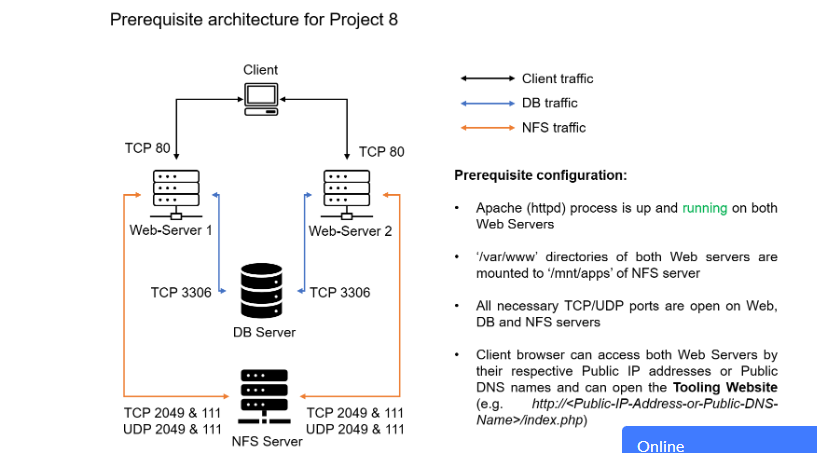 Prerequisite architecture for Project 8
Client
TCP 80
TCP 80
Web-Server 1
Web-Server 2
TCP 3306
TCP 3306
DB Server
TCP 2049 & 111
UDP 2049 & 111
TCP 2049 & 111
UDP 2049 & 111
NFS Server
Client traffic
DB traffic
NFS traffic
Prerequisite configuration:
• Apache (httpd) process is up and running on both
Web Servers
• '/var/www' directories of both Web servers are
mounted to '/mnt/apps' of NFS server
• All necessary TCP/UDP ports are open on Web,
DB and NFS servers
• Client browser can access both Web Servers by
their respective Public IP addresses or Public
DNS names and can open the Tooling Website
(e.g. http://<Public-IP-Address-or-Public-DNS-
Name>/index.php)
Online